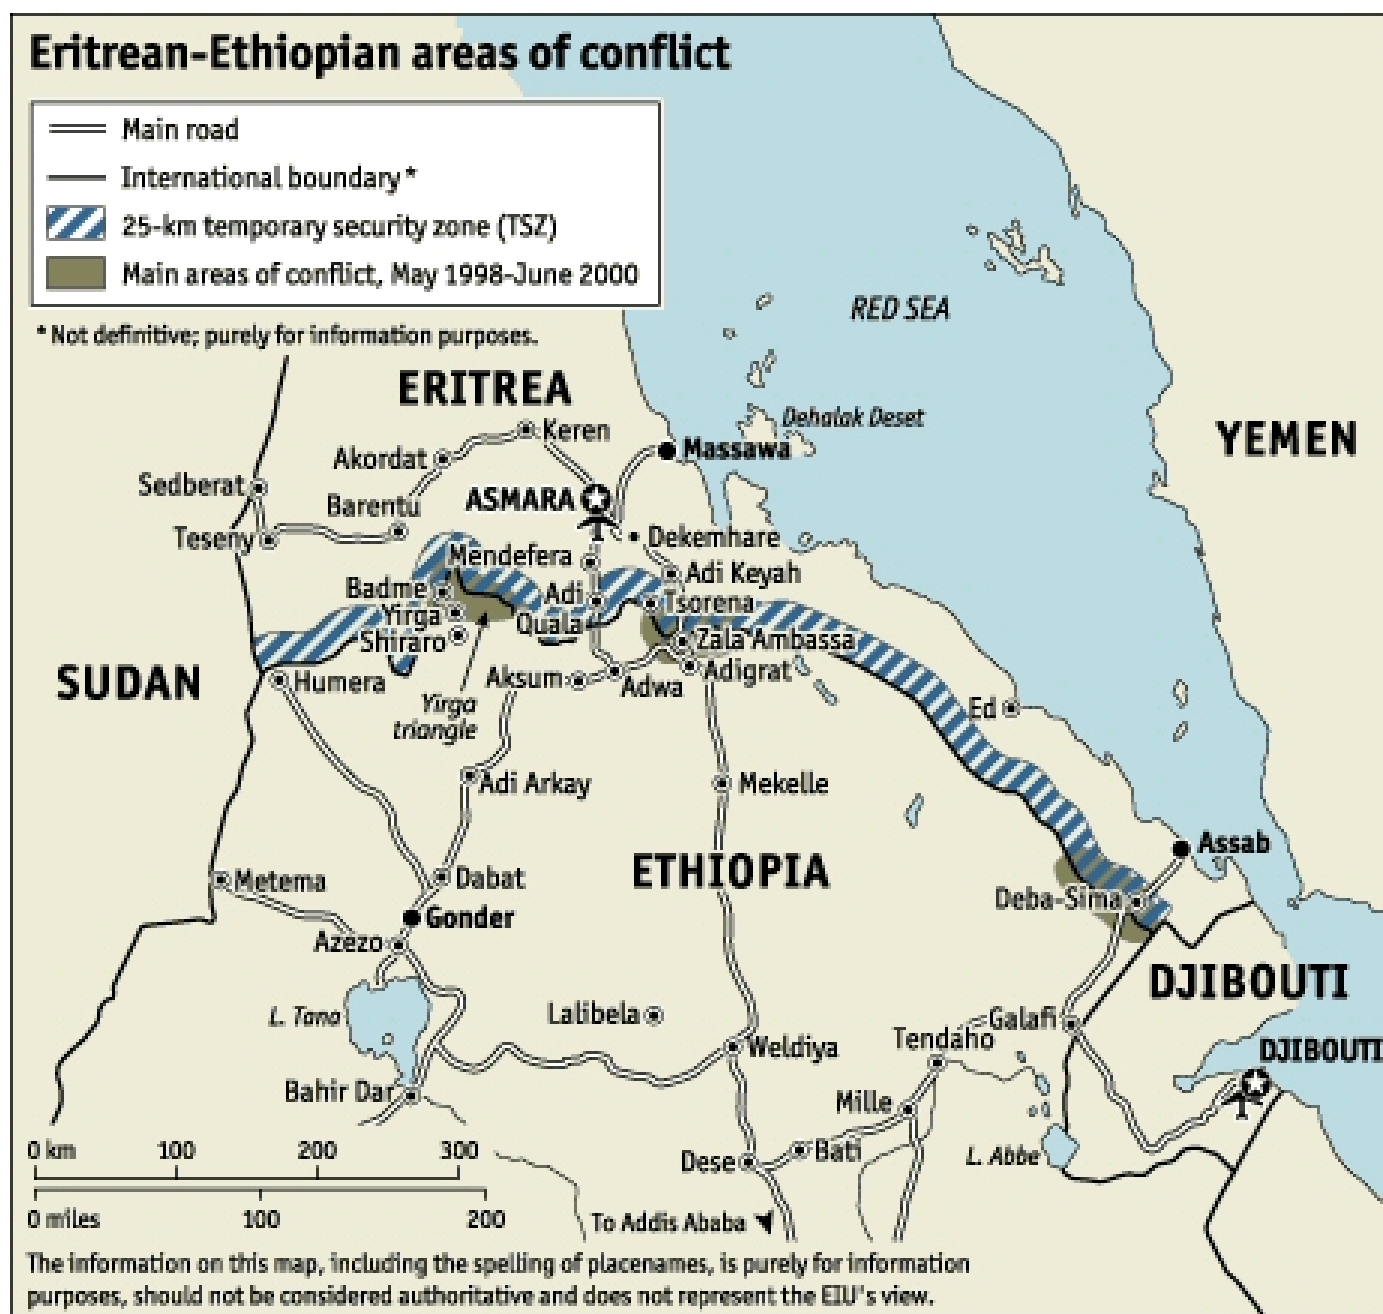 Eritrean-Ethiopian areas of conflict
Main road
International boundary *
25-km temporary security zone (TSZ)
Main areas of conflict, May 1998-June 2000
* Not definitive; purely for information purposes.
RED SEA
ERITREA
Dehalak Deset
YEMEN
Keren
Massawa
Akordat
Sedberat
ASMARA
Barentu
Teseny
Dekemhare
Mendefera
Adi Keyah
Badme
Adi
Quala
Tsorena
Yirga
Shiraro
Zala Ambassa
SUDAN
Humera
Aksum
Adwa
Adigrat
Yirga
triangle
Ed
Adi Arkay
Mekelle
Assab
ETHIOPIA
Metema
Dabat
Deba-Sima
Gonder
Azezo
DJIBOUTI
L. Tana
Lalibela
Galafi
Tendaho
Weldiya
DJIBOUTI
Bahir Dar
Mille
Dese
Bati
L. Abbe
0 km 100 200 300
0 miles 100 200
To Addis Ababa
The information on this map, including the spelling of placenames, is purely for information
purposes, should not be considered authoritative and does not represent the EIU's view.